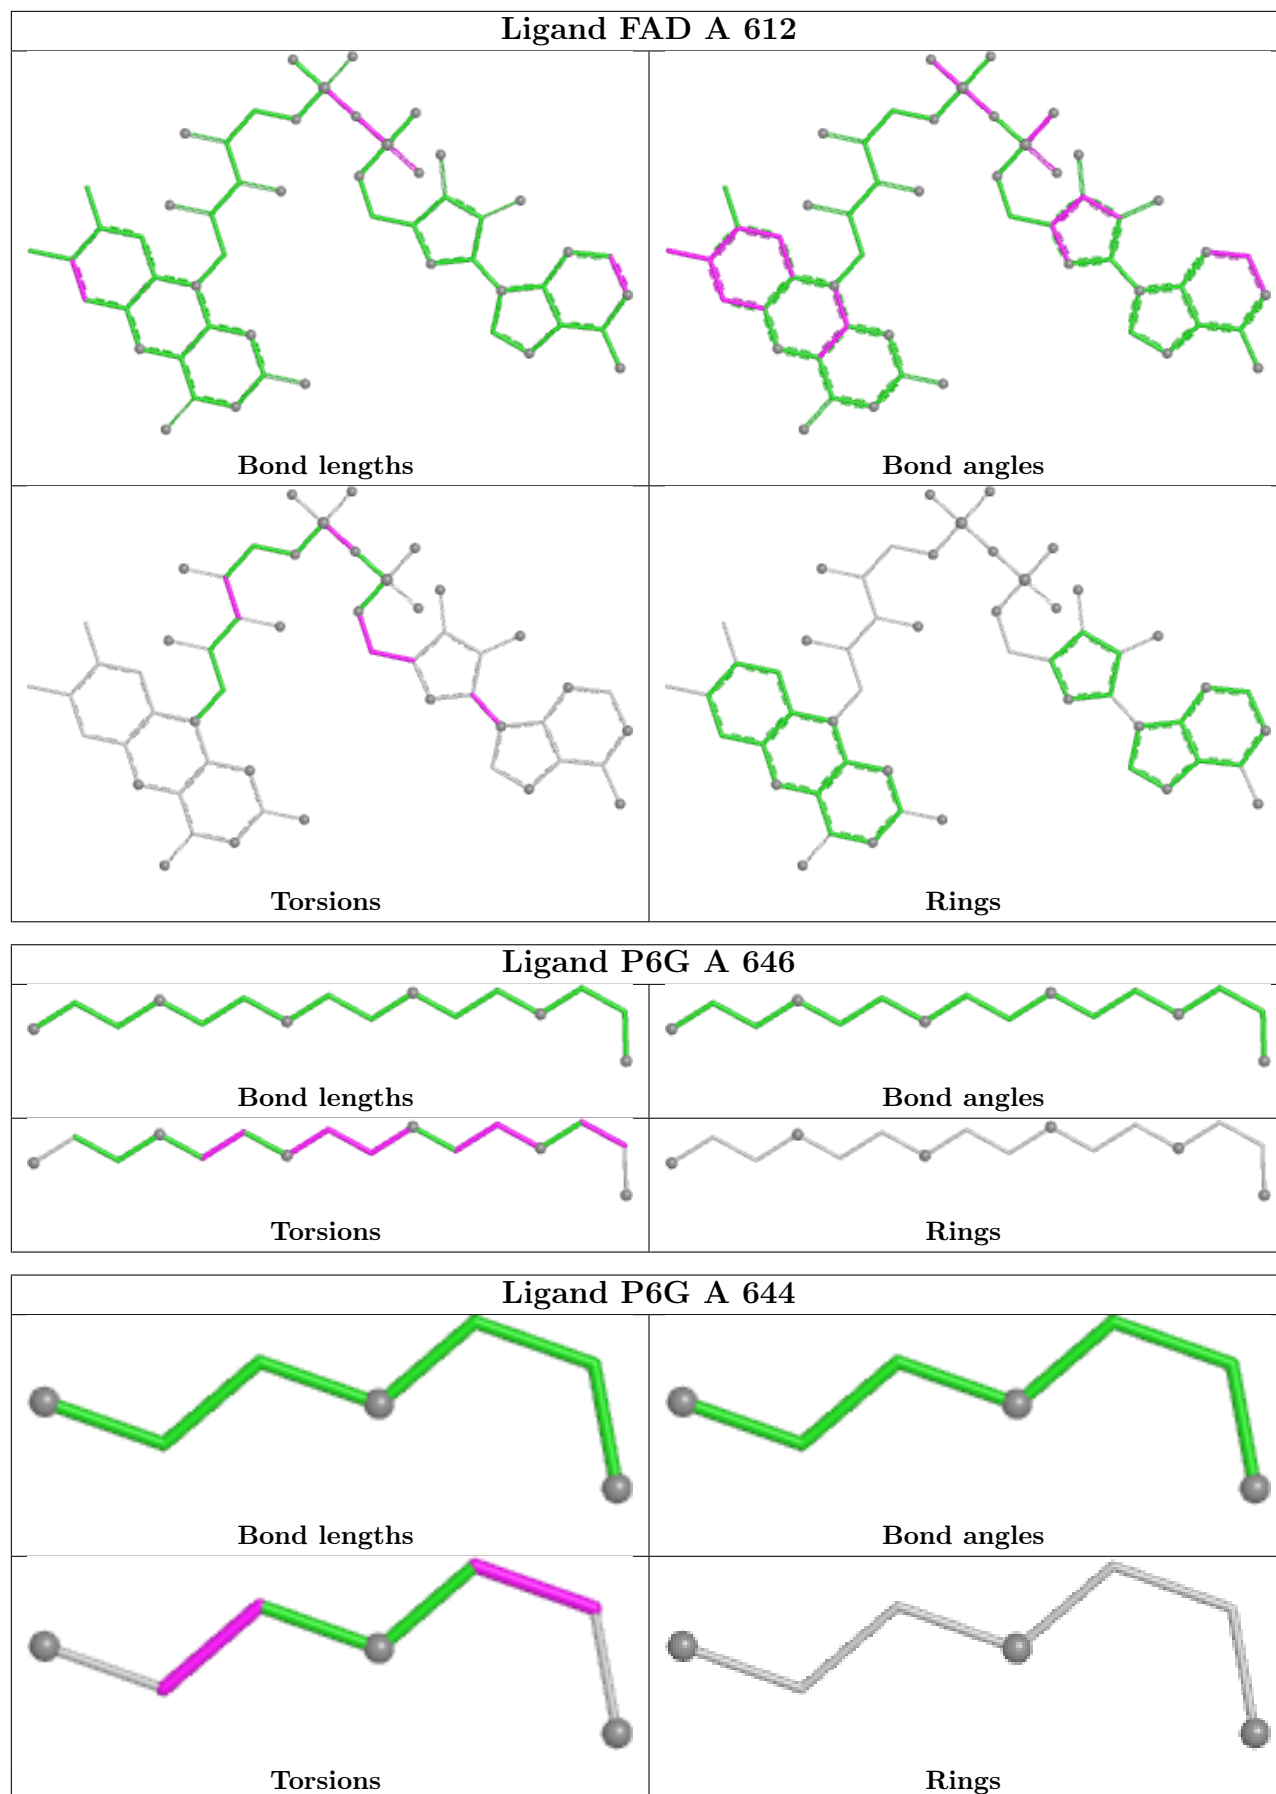 Ligand FAD A 612
Bond lengths
Bond angles
Torsions
Rings
Ligand P6G A 646
Bond lengths
Bond angles
Torsions
Rings
Ligand P6G A 644
Bond lengths
Bond angles
Torsions
Rings